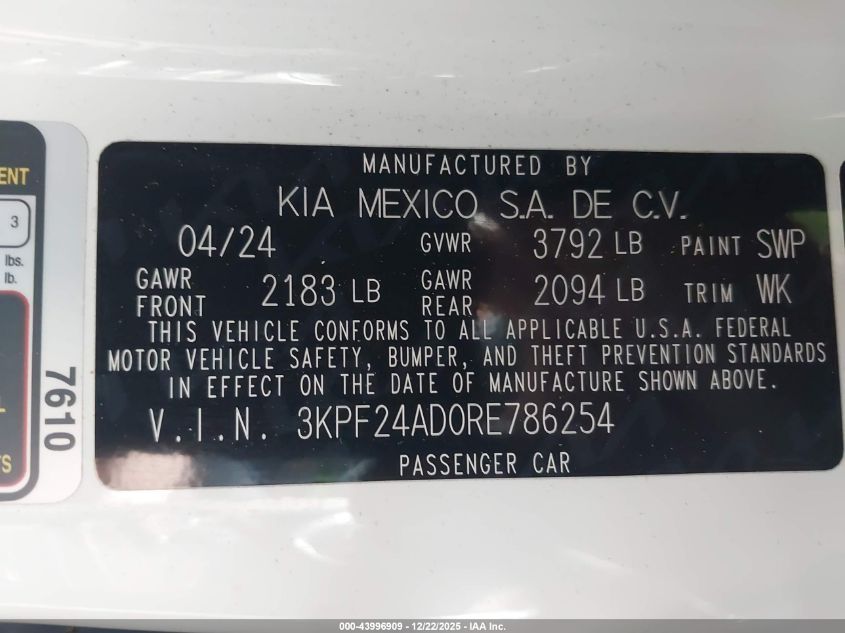 ENT
3
lbs.
lb.
L
TS
7610
MANUFACTURED BY
KIA MEXICO S.A. DE C.V.
04/24 GVWR 3792 LB PAINT SWP
GAWR FRONT 2183 LB GAWR REAR 2094 LB TRIM WK
THIS VEHICLE CONFORMS TO ALL APPLICABLE U.S.A. FEDERAL
MOTOR VEHICLE SAFETY, BUMPER, AND THEFT PREVENTION STANDARDS
IN EFFECT ON THE DATE OF MANUFACTURE SHOWN ABOVE.
V.I.N. 3KPF24AD0RE786254
PASSENGER CAR
000-43996909 - 12/22/2025 - IAA Inc.